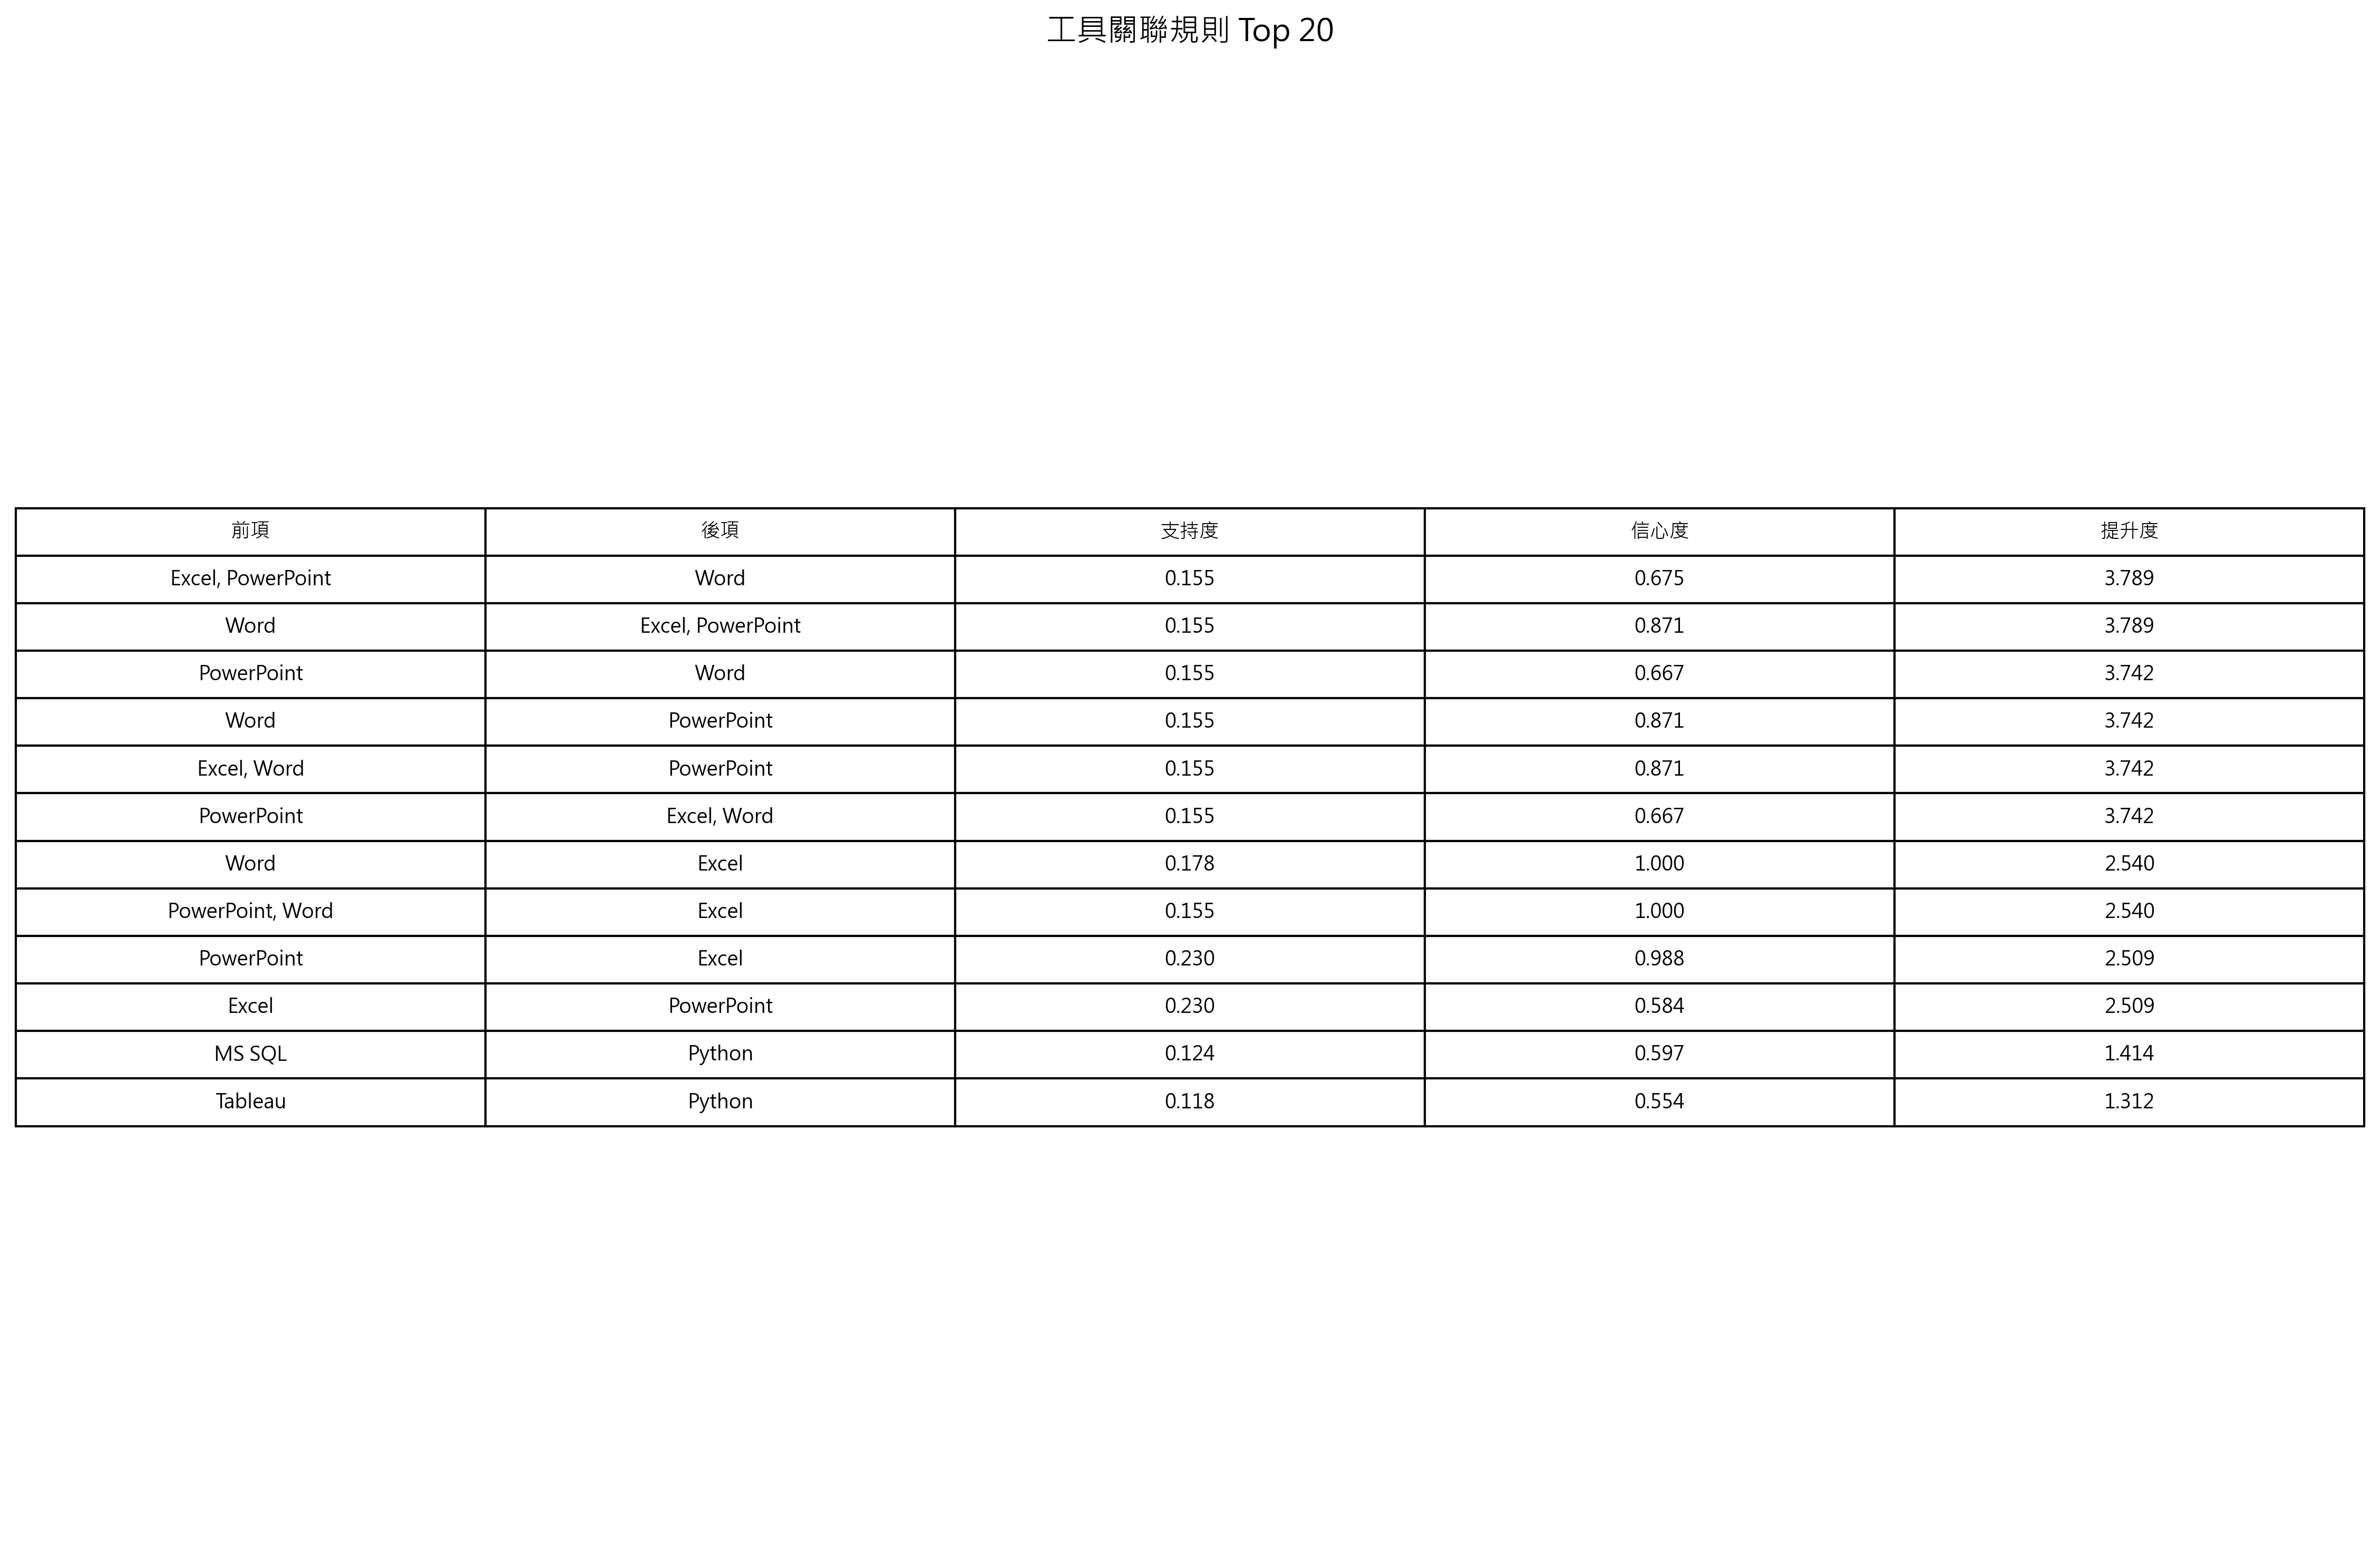 工具關聯規則 Top 20
前項 後項 支持度 信心度 提升度
Excel, PowerPoint Word 0.155 0.675 3.789
Word Excel, PowerPoint 0.155 0.871 3.789
PowerPoint Word 0.155 0.667 3.742
Word PowerPoint 0.155 0.871 3.742
Excel, Word PowerPoint 0.155 0.871 3.742
PowerPoint Excel, Word 0.155 0.667 3.742
Word Excel 0.178 1.000 2.540
PowerPoint, Word Excel 0.155 1.000 2.540
PowerPoint Excel 0.230 0.988 2.509
Excel PowerPoint 0.230 0.584 2.509
MS SQL Python 0.124 0.597 1.414
Tableau Python 0.118 0.554 1.312